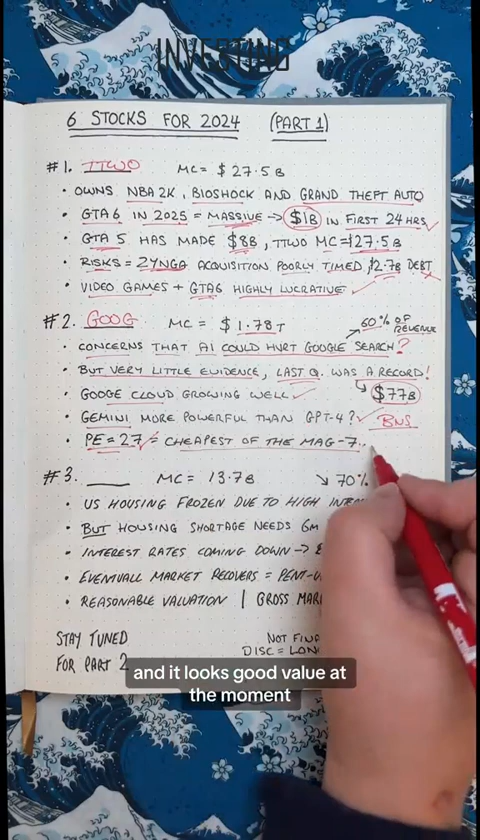 INVESTING
6 STOCKS FOR 2024 (PART 1)
#1. TTWO MC= $27.5B
• OWNS NBA 2K, BIOSHOCK AND GRAND THEFT AUTO
• GTA 6 IN 2025 = MASSIVE → $1B IN FIRST 24 HRS
• GTA 5 HAS MADE $8B, TTWO MC=$27.5B
• RISKS = ZYNGA ACQUISITION POORLY TIMED, $2.7B DEBT
• VIDEO GAMES + GTA6 HIGHLY LUCRATIVE
#2. GOOG MC = $1.78T 60% OF REVENUE
• CONCERNS THAT AI COULD HURT GOOGLE SEARCH?
• BUT VERY LITTLE EVIDENCE, LAST Q. WAS A RECORD!
• GOOGE CLOUD GROWING WELL $77B
• GEMINI MORE POWERFUL THAN GPT-4? BNS
• PE = 27 = CHEAPEST OF THE MAG-7
#3. ___ MC = 13.7B ↘ 70%
• US HOUSING FROZEN DUE TO HIGH
• BUT HOUSING SHORTAGE NEEDS 6M
• INTEREST RATES COMING DOWN →
• EVENTUALL MARKET RECOVERS = PENT-U
• REASONABLE VALUATION | GROSS MAR
STAY TUNED NOT FIN
FOR PART 2 DISC = LON
and it looks good value at
the moment